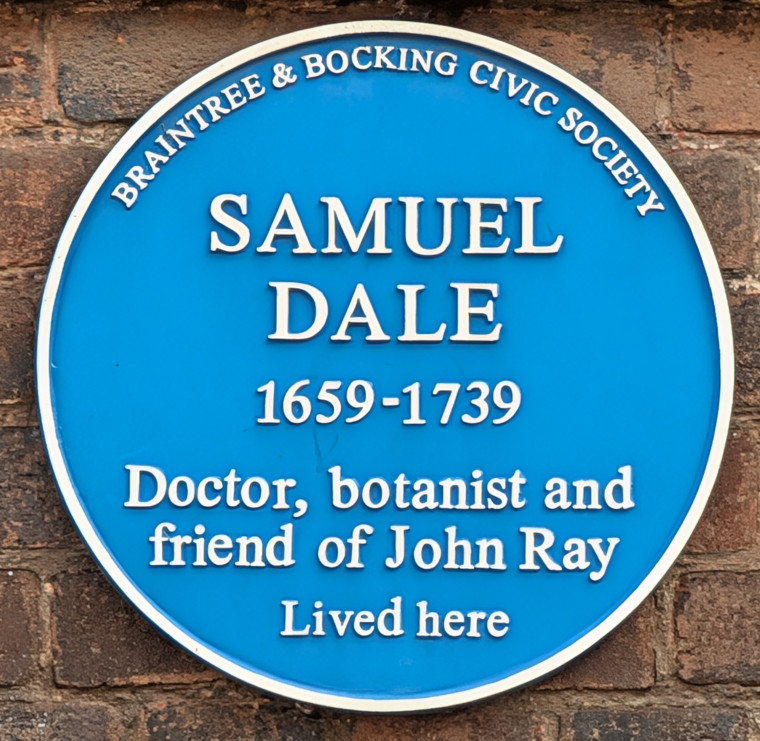 BRAINTREE & BOCKING CIVIC SOCIETY
SAMUEL
DALE
1659-1739
Doctor, botanist and
friend of John Ray
Lived here